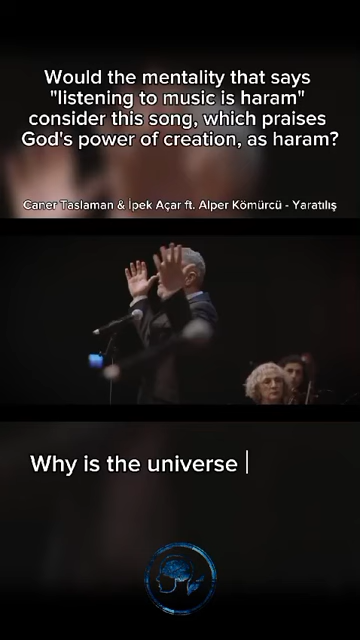 Would the mentality that says
"listening to music is haram"
consider this song, which praises
God's power of creation, as haram?
Caner Taslaman & İpek Açar ft. Alper Kömürcü - Yaratılış
Why is the universe